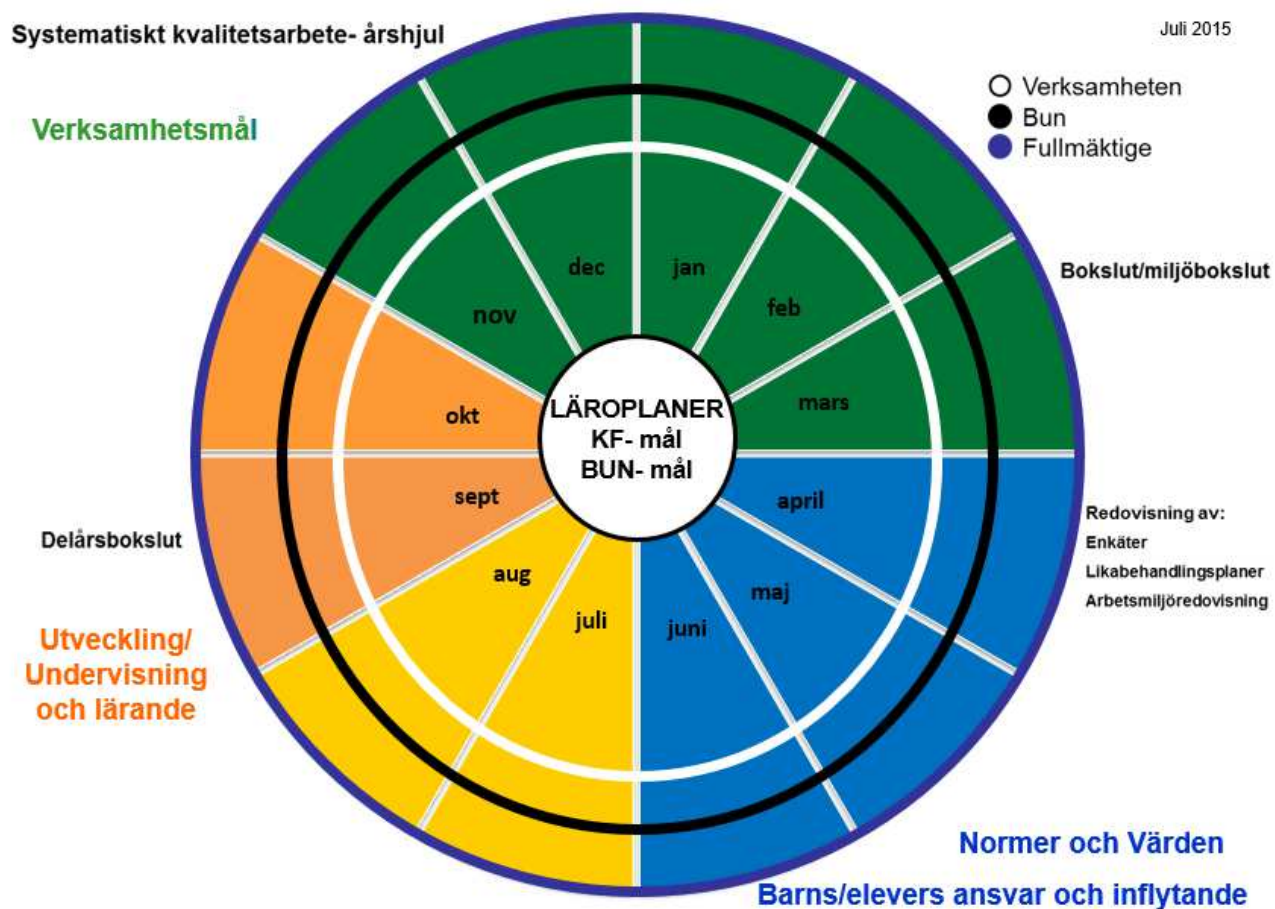 Systematiskt kvalitetsarbete- årshjul
Juli 2015
Verksamheten
Bun
Fullmäktige
Verksamhetsmål
Bokslut/miljöbokslut
dec
jan
nov
feb
okt
mars
LÄROPLANER
KF- mål
BUN- mål
sept
april
aug
maj
juli
juni
Delårsbokslut
Redovisning av:
Enkäter
Likabehandlingsplaner
Arbetsmiljöredovisning
Utveckling/
Undervisning
och lärande
Normer och Värden
Barns/elevers ansvar och inflytande